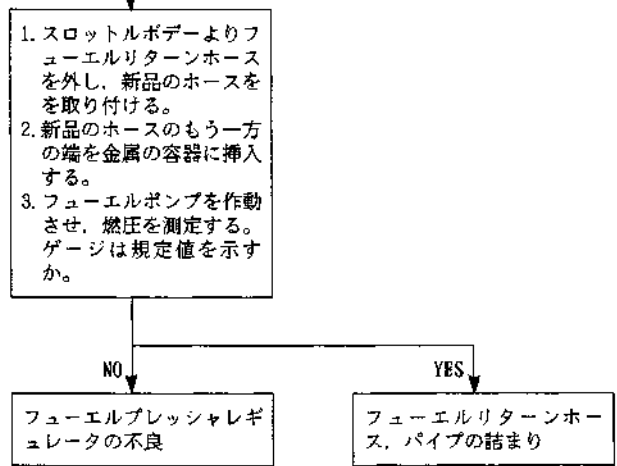 1. スロットルボデーよりフ
ューエルリターンホース
を外し、新品のホースを
を取り付ける。
2. 新品のホースのもう一方
の端を金属の容器に挿入
する。
3. フューエルポンプを作動
させ、燃圧を測定する。
ゲージは規定値を示す
か。
NO
YES
フューエルプレッシャレギ
ュレータの不良
フューエルリターンホー
ス、パイプの詰まり